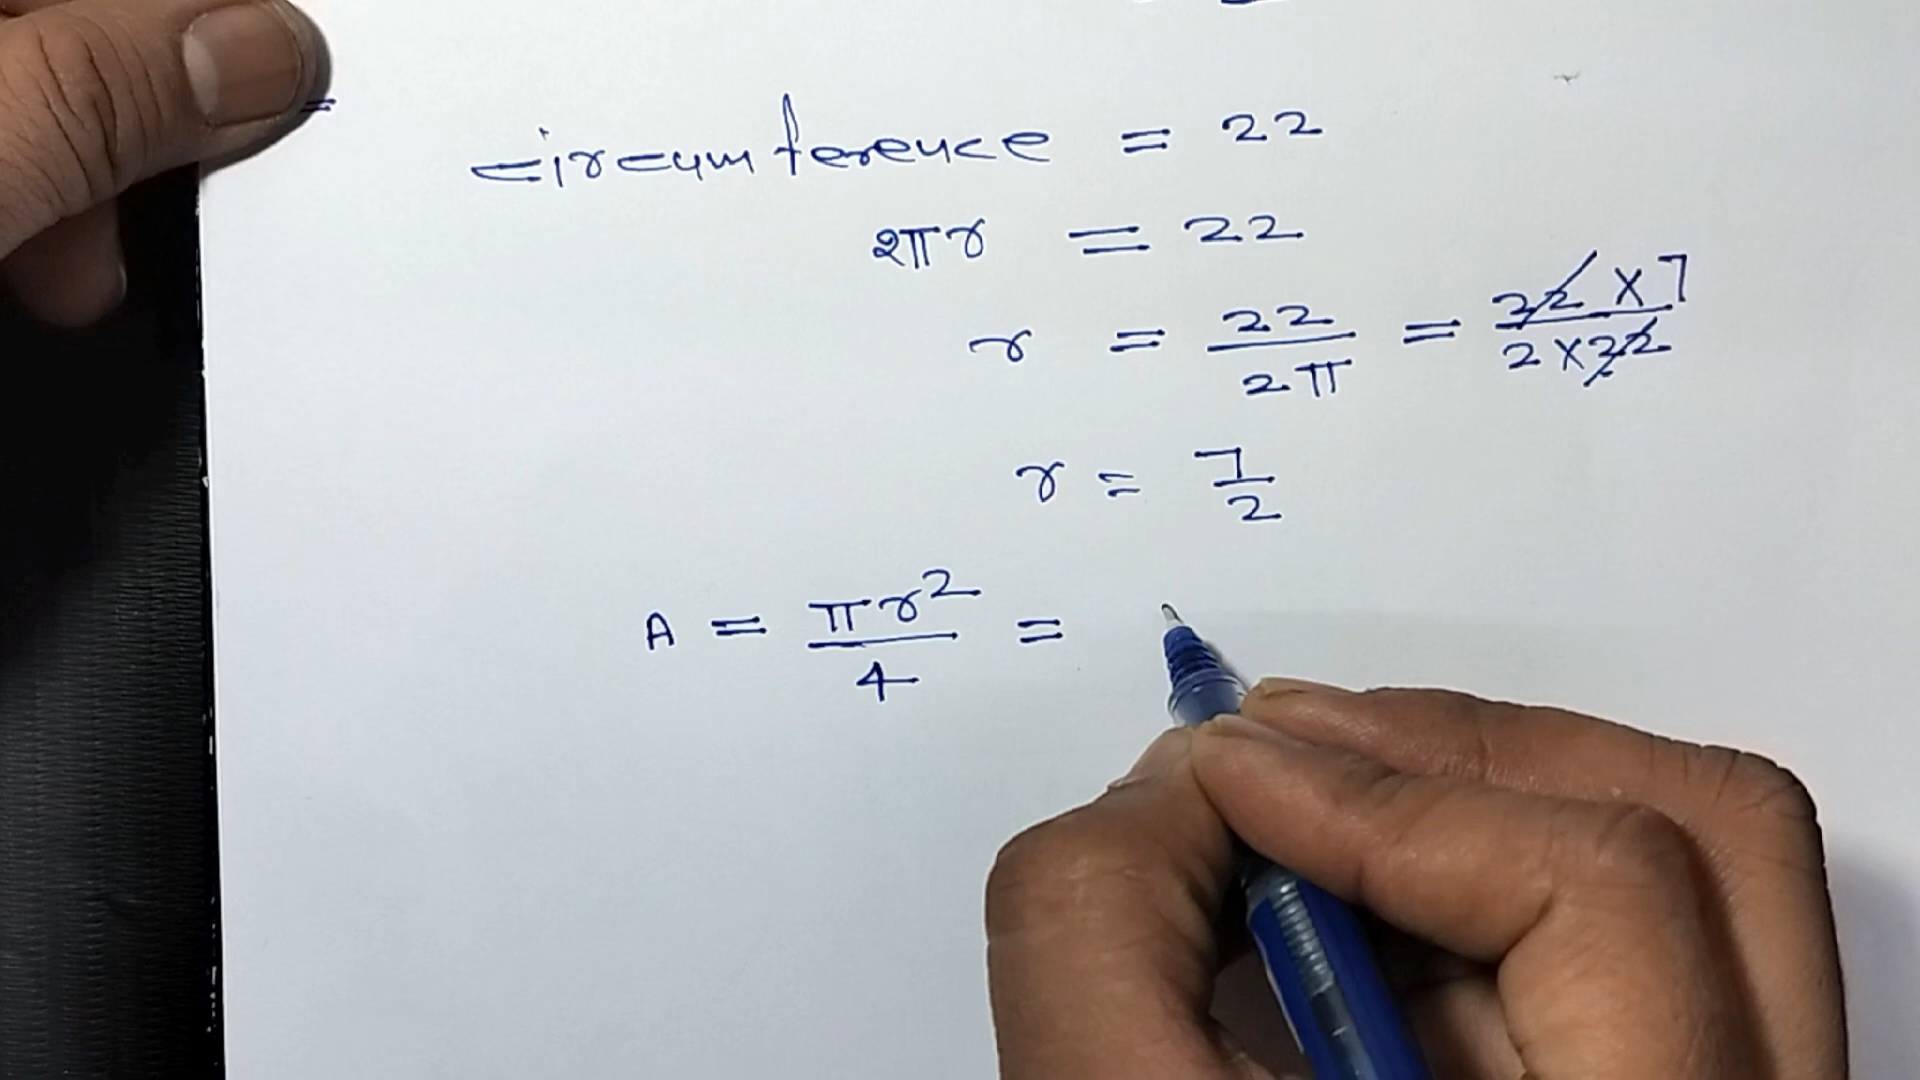 circumference = 22
2πr = 22
r = 22/2π = 22 × 7/2 × 22
r = 7/2
A = πr²/4 =